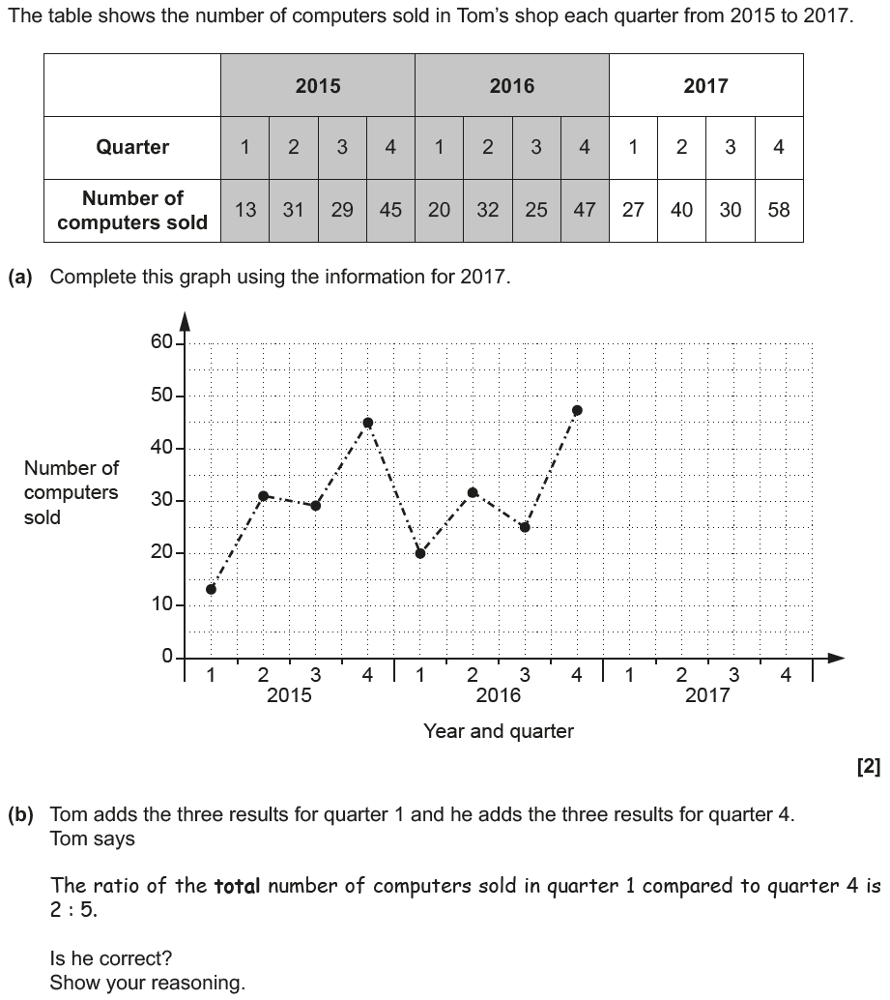 The table shows the number of computers sold in Tom's shop each quarter from 2015 to 2017.
2015 2016 2017
Quarter 1 2 3 4 1 2 3 4 1 2 3 4
Number of
computers sold 13 31 29 45 20 32 25 47 27 40 30 58
(a) Complete this graph using the information for 2017.
60
50
40
Number of
computers
sold
30
20
10
0
1 2 3 4 1 2 3 4 1 2 3 4
2015 2016 2017
Year and quarter
[2]
(b) Tom adds the three results for quarter 1 and he adds the three results for quarter 4.
Tom says
The ratio of the total number of computers sold in quarter 1 compared to quarter 4 is
2 : 5.
Is he correct?
Show your reasoning.